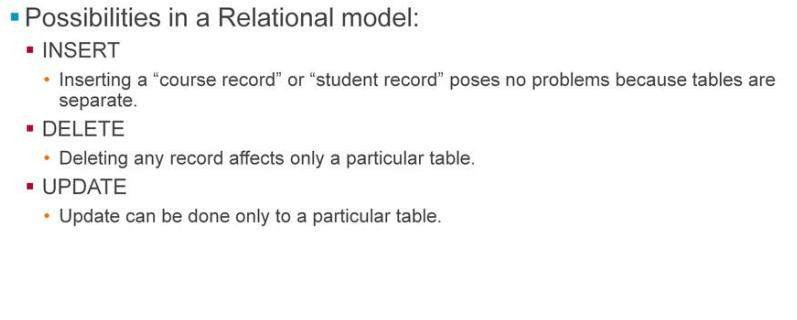 Possibilities in a Relational model:
INSERT
Inserting a “course record” or “student record” poses no problems because tables are
separate.
DELETE
Deleting any record affects only a particular table.
UPDATE
Update can be done only to a particular table.